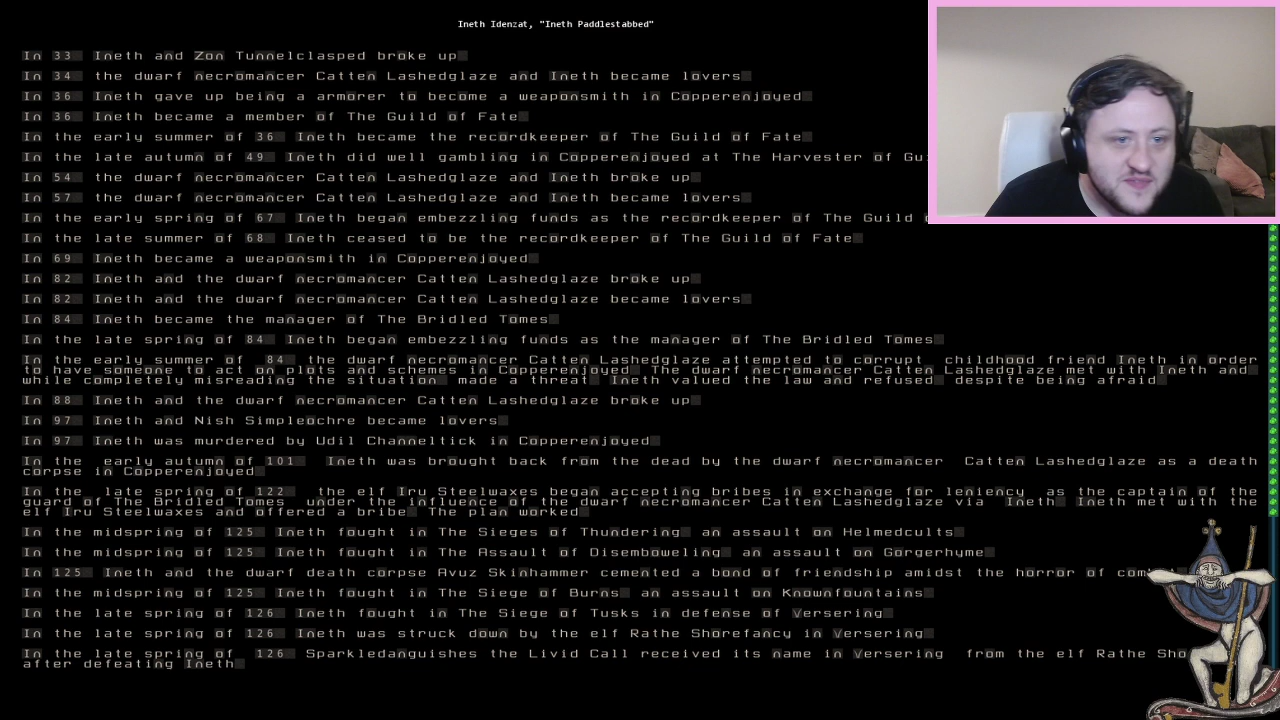 Ineth Idenzat, "Ineth Paddlestabbed"
In 33 Ineth and Zon Tunnelclasped broke up
In 34 the dwarf necromancer Catten Lashedglaze and Ineth became lovers
In 36 Ineth gave up being a armorer to become a weaponsmith in Copperenjoyed
In 36 Ineth became a member of The Guild of Fate
In the early summer of 36 Ineth became the recordkeeper of The Guild of Fate
In the late autumn of 49 Ineth did well gambling in Copperenjoyed at The Harvester of
In 54 the dwarf necromancer Catten Lashedglaze and Ineth broke up
In 57 the dwarf necromancer Catten Lashedglaze and Ineth became lovers
In the early spring of 67 Ineth began embezzling funds as the recordkeeper of The Guild
In the late summer of 68 Ineth ceased to be the recordkeeper of The Guild of Fate
In 69 Ineth became a weaponsmith in Copperenjoyed
In 82 Ineth and the dwarf necromancer Catten Lashedglaze broke up
In 82 Ineth and the dwarf necromancer Catten Lashedglaze became lovers
In 84 Ineth became the manager of The Bridled Tomes
In the late spring of 84 Ineth began embezzling funds as the manager of The Bridled Tomes
In the early summer of 84 the dwarf necromancer Catten Lashedglaze attempted to corrupt childhood friend Ineth in order
to have someone to act on plots and schemes in Copperenjoyed The dwarf necromancer Catten Lashedglaze met with Ineth and
while completely misreading the situation made a threat Ineth valued the law and refused despite being afraid
In 88 Ineth and the dwarf necromancer Catten Lashedglaze broke up
In 97 Ineth and Nish Simpleochre became lovers
In 97 Ineth was murdered by Udil Channeltick in Copperenjoyed
In the early autumn of 101 Ineth was brought back from the dead by the dwarf necromancer Catten Lashedglaze as a death
corpse in Copperenjoyed
In the late spring of 122 the elf Iru Steelwaxes began accepting bribes in exchange for leniency as the captain of the
guard of The Bridled Tomes under the influence of the dwarf necromancer Catten Lashedglaze via Ineth Ineth met with the
elf Iru Steelwaxes and offered a bribe The plan worked
In the midspring of 125 Ineth fought in The Sieges of Thundering an assault on Helmedcults
In the midspring of 125 Ineth fought in The Assault of Disemboweling an assault on Gorgerhyme
In 125 Ineth and the dwarf death corpse Avuz Skinhammer cemented a bond of friendship amidst the horror of
In the midspring of 125 Ineth fought in The Siege of Burns an assault on Knownfountains
In the late spring of 126 Ineth fought in The Siege of Tusks in defense of Versering
In the late spring of 126 Ineth was struck down by the elf Rathe Shorefancy in Versering
In the late spring of 126 Sparkledanguishes the Livid Call received its name in Versering from the elf Rathe
after defeating Ineth